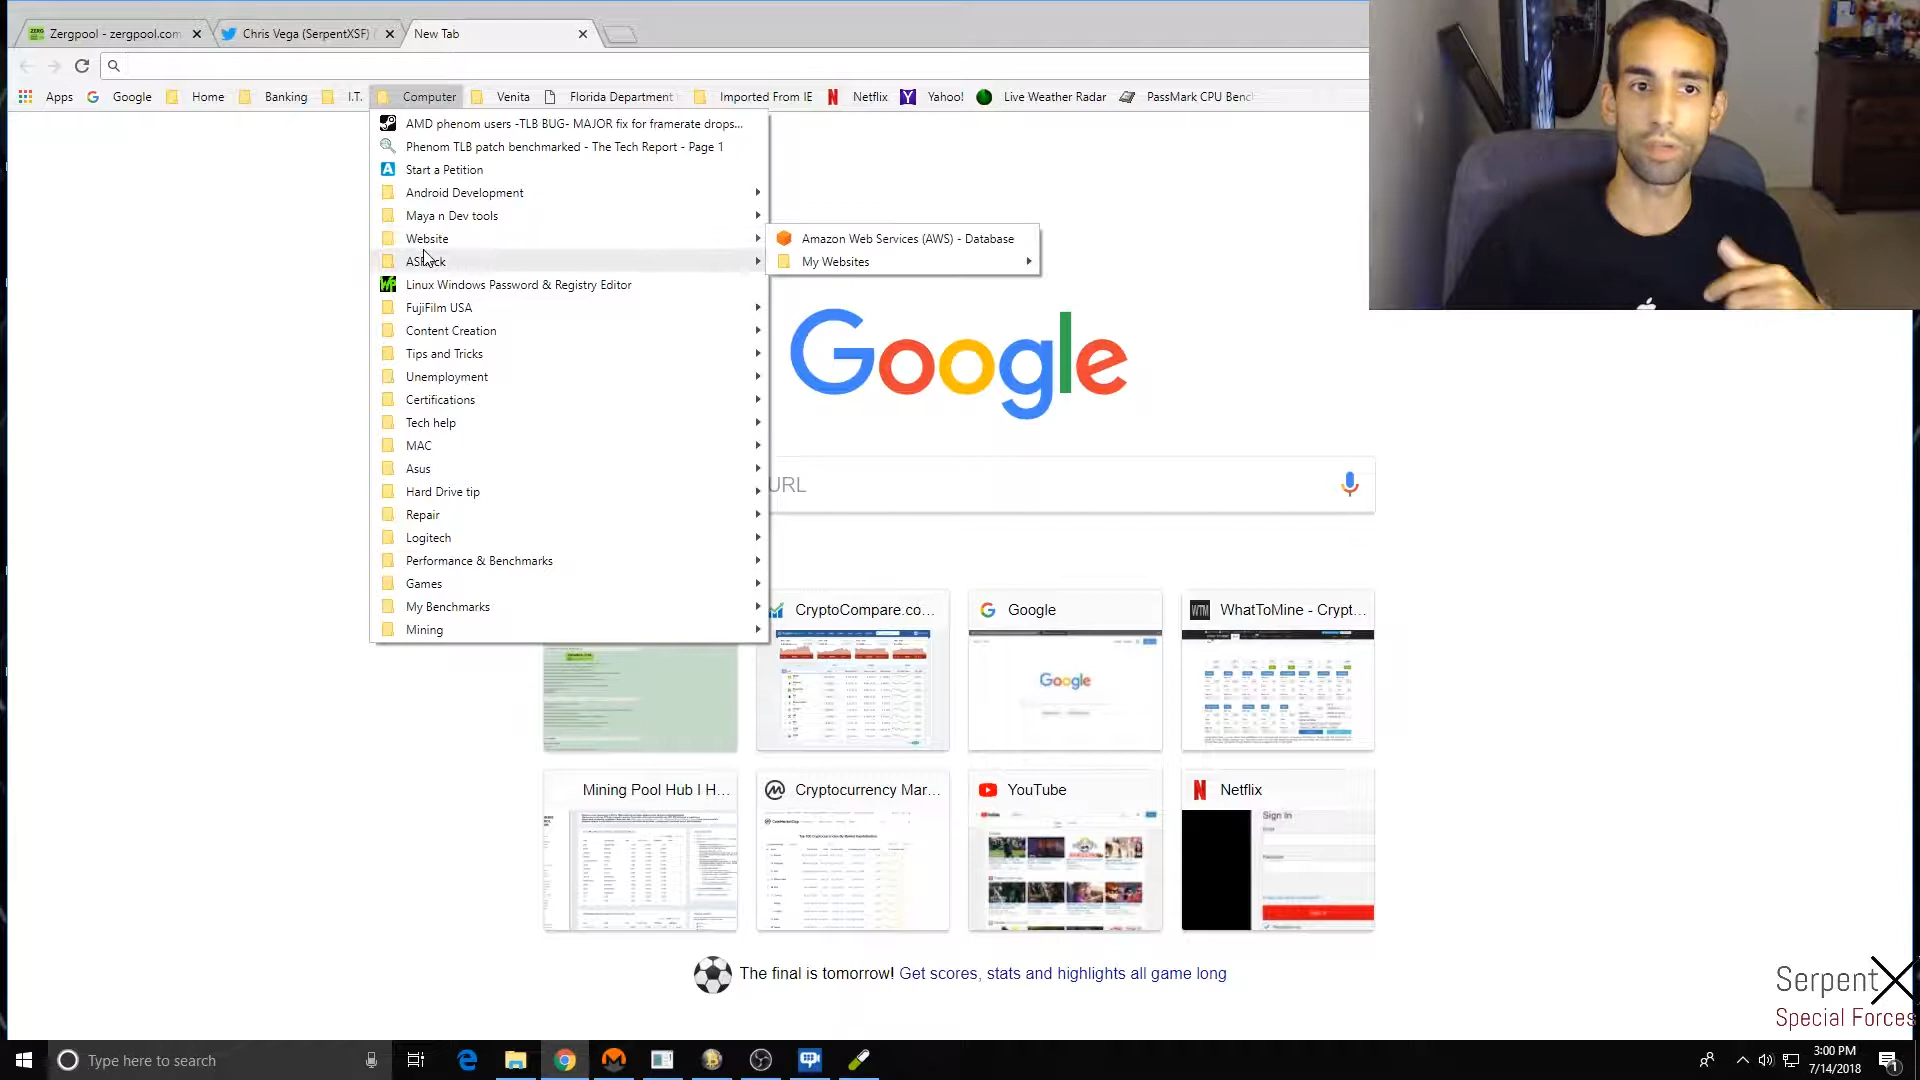 Zergpool - zergpool.com
Chris Vega (SerpentXSF)
New Tab
Apps
Google
Home
Banking
I.T.
Computer
Venita
Florida Department
Imported From IE
Netflix
Yahoo!
Live Weather Radar
PassMark CPU Benc
AMD phenom users -TLB BUG- MAJOR fix for framerate drops...
Phenom TLB patch benchmarked - The Tech Report - Page 1
Start a Petition
Android Development
Maya n Dev tools
Website
Linux Windows Password & Registry Editor
FujiFilm USA
Content Creation
Tips and Tricks
Unemployment
Certifications
Tech help
MAC
Asus
Hard Drive tip
Repair
Logitech
Performance & Benchmarks
Games
My Benchmarks
Mining
Amazon Web Services (AWS) - Database
My Websites
Google
URL
CryptoCompare.co...
Google
WhatToMine - Crypt...
WTM
Google
Mining Pool Hub I H...
Cryptocurrency Mar...
YouTube
Netflix
Sign In
The final is tomorrow! Get scores, stats and highlights all game long
SerpentX
Special Forces
Type here to search
3:00 PM
7/14/2018